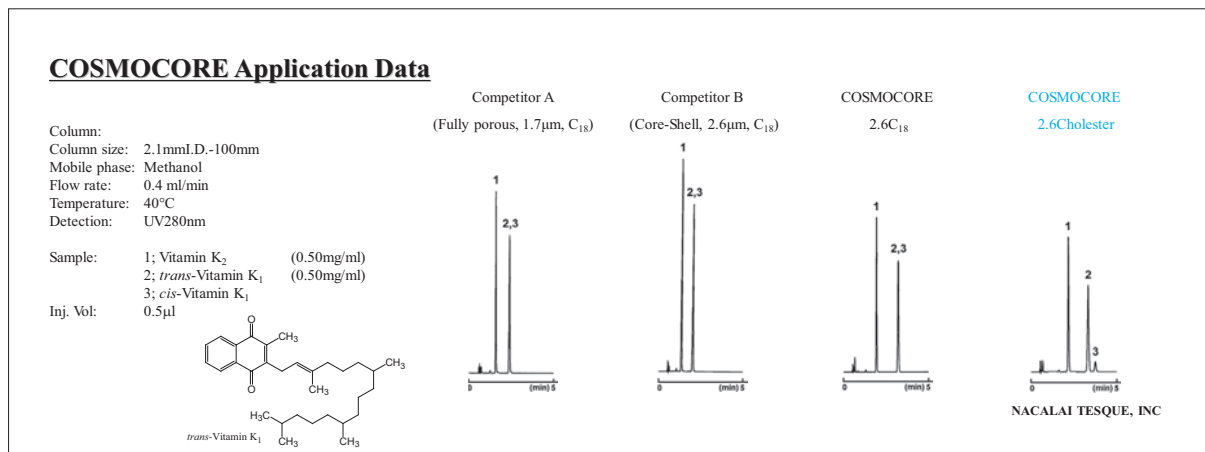 COSMOCORE Application Data
Column:
Column size: 2.1mmI.D.-100mm
Mobile phase: Methanol
Flow rate: 0.4 ml/min
Temperature: 40°C
Detection: UV280nm
Sample: 1; Vitamin K₂ (0.50mg/ml)
2; trans-Vitamin K₁ (0.50mg/ml)
3; cis-Vitamin K₁
Inj. Vol: 0.5μl
O
CH₃
O
CH₃
CH₃
H₃C
CH₃
CH₃
trans-Vitamin K₁
Competitor A
(Fully porous, 1.7μm, C₁₈)
1
2,3
0 (min) 5
Competitor B
(Core-Shell, 2.6μm, C₁₈)
1
2,3
0 (min) 5
COSMOCORE
2.6C₁₈
1
2,3
0 (min) 5
COSMOCORE
2.6Cholester
1
2
3
0 (min) 5
NACALAI TESQUE, INC